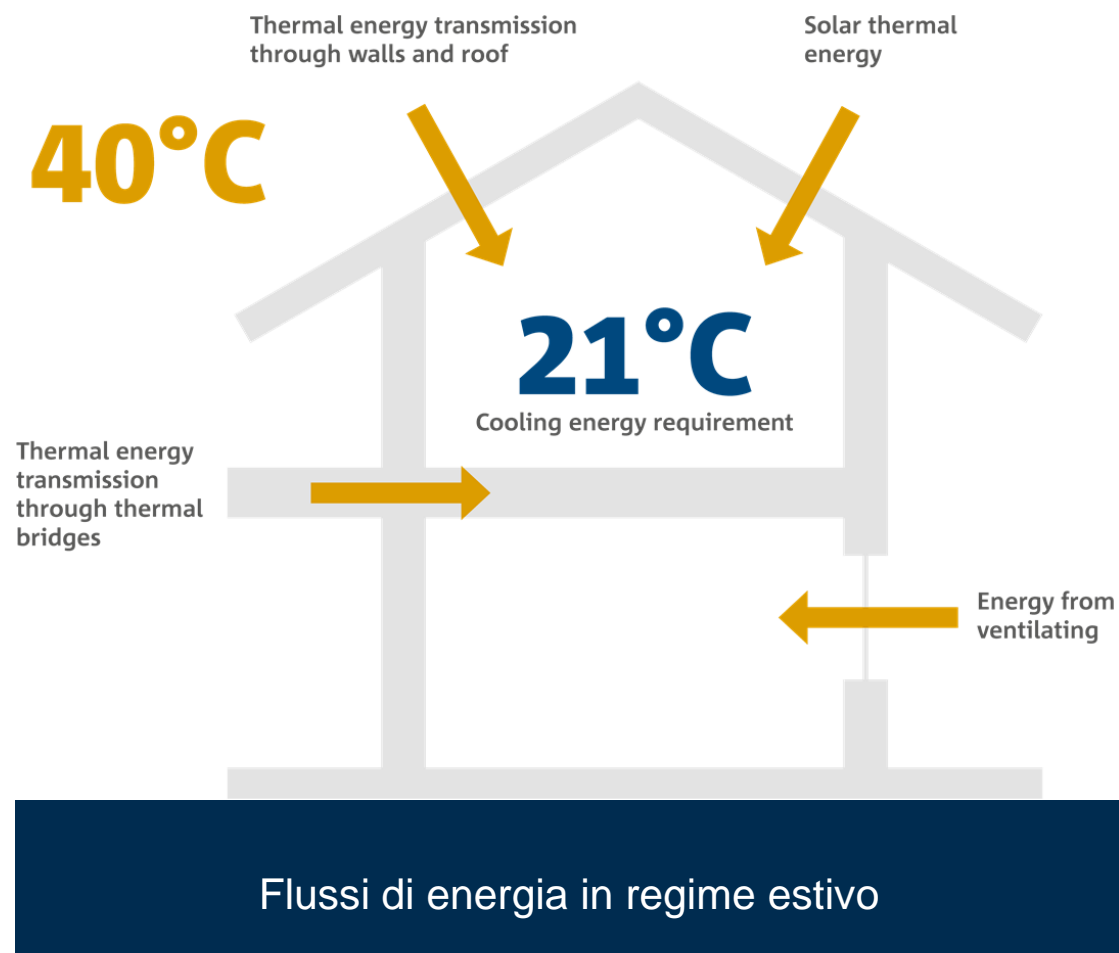 Thermal energy transmission
through walls and roof
Solar thermal
energy
40°C
21°C
Cooling energy requirement
Thermal energy
transmission
through thermal
bridges
Energy from
ventilating
Flussi di energia in regime estivo